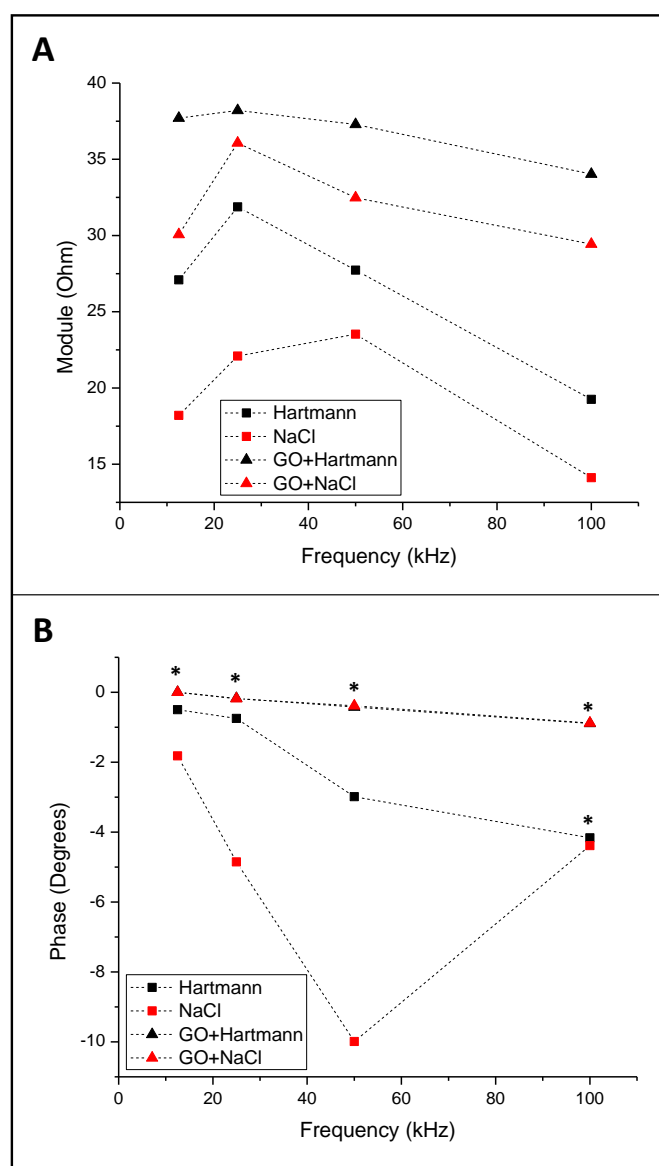 A
40
35
30
25
20
15
Module (Ohm)
Hartmann
NaCl
GO+Hartmann
GO+NaCl
0
20
40
60
80
100
Frequency (kHz)
B
*
*
*
*
*
0
-2
-4
-6
-8
-10
Phase (Degrees)
Hartmann
NaCl
GO+Hartmann
GO+NaCl
0
20
40
60
80
100
Frequency (kHz)